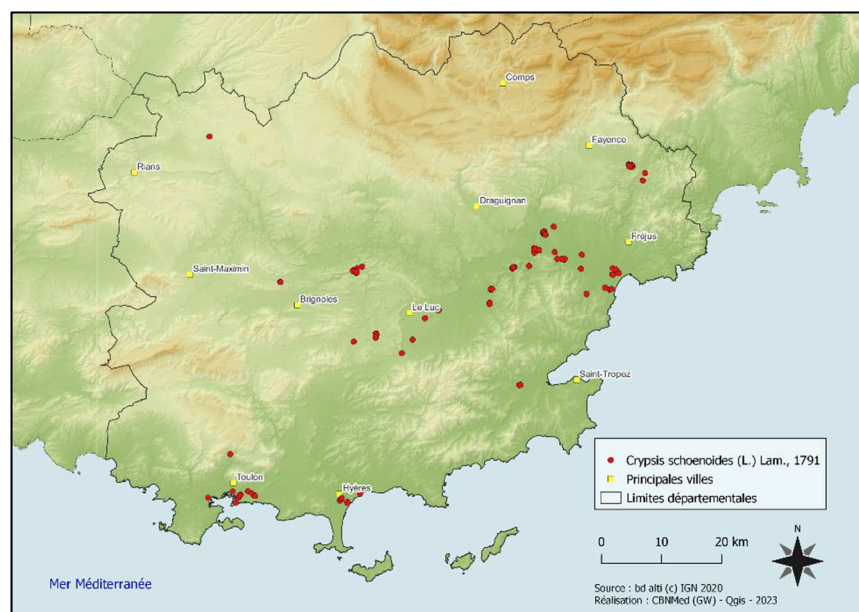 Comps
Fayence
Rians
Draguignan
Fréjus
Saint-Maximin
Brignoles
Le Luc
Saint-Tropoz
Toulon
Hyères
Crypsis schoenoides (L.) Lam., 1791
Principales villes
Limites départementales
N
0 10 20 km
Mer Méditerranée
Source : bd alti (c) IGN 2020
Réalisation : CBNMed (GW) - Qgis - 2023